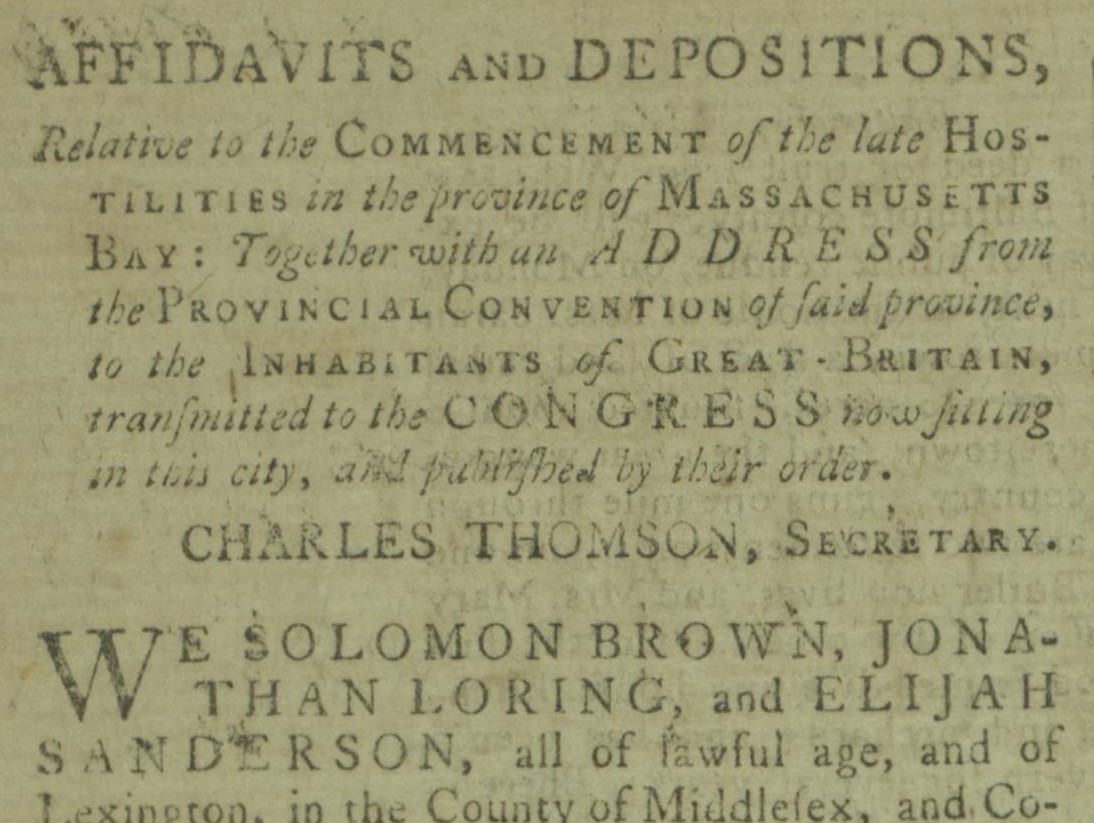 AFFIDAVITS AND DEPOSITIONS,
Relative to the COMMENCEMENT of the late HOS-
TILITIES in the province of MASSACHUSETTS
BAY: Together with an ADDRESS from
the PROVINCIAL CONVENTION of ſaid province,
to the INHABITANTS of GREAT-BRITAIN,
tranſmitted to the CONGRESS now ſitting
in this city, and publiſhed by their order.
CHARLES THOMSON, SECRETARY.
WE SOLOMON BROWN, JONA-
THAN LORING, and ELIJAH
SANDERSON, all of lawful age, and of
Lexington, in the County of Middleſex, and Co-